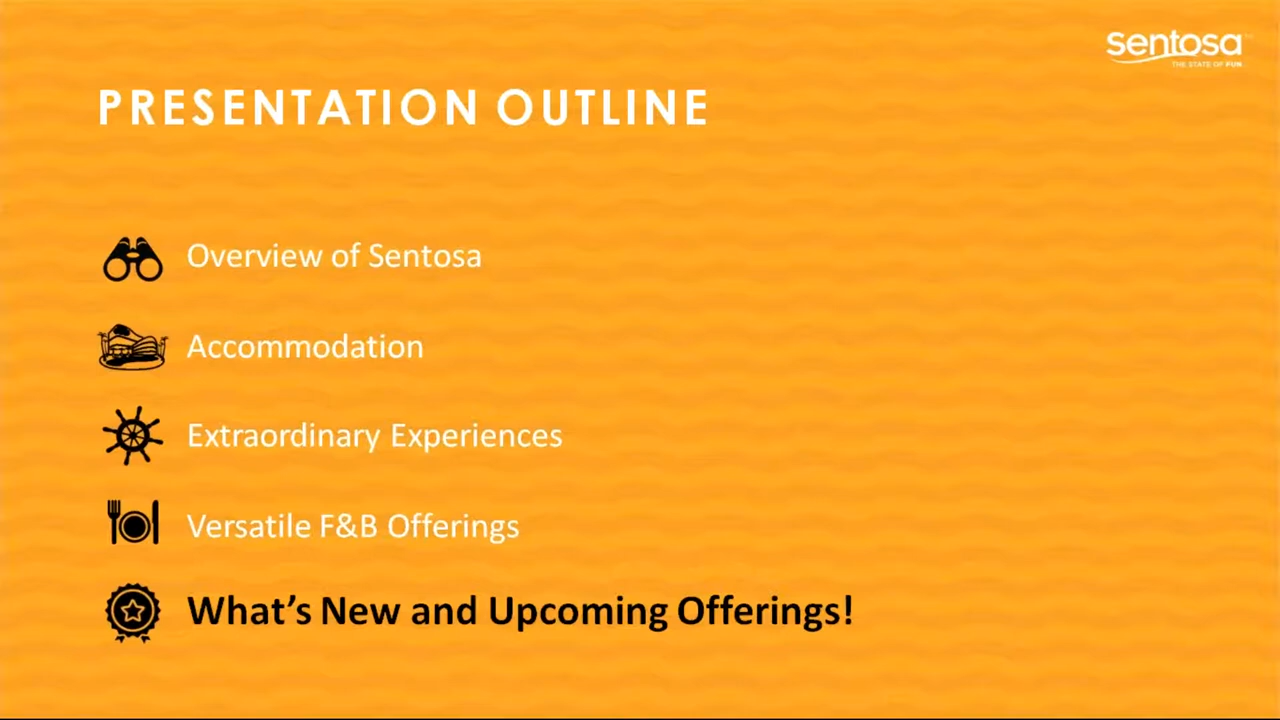 Sentosa
THE STATE OF FUN
PRESENTATION OUTLINE
Overview of Sentosa
Accommodation
Extraordinary Experiences
Versatile F&B Offerings
What's New and Upcoming Offerings!